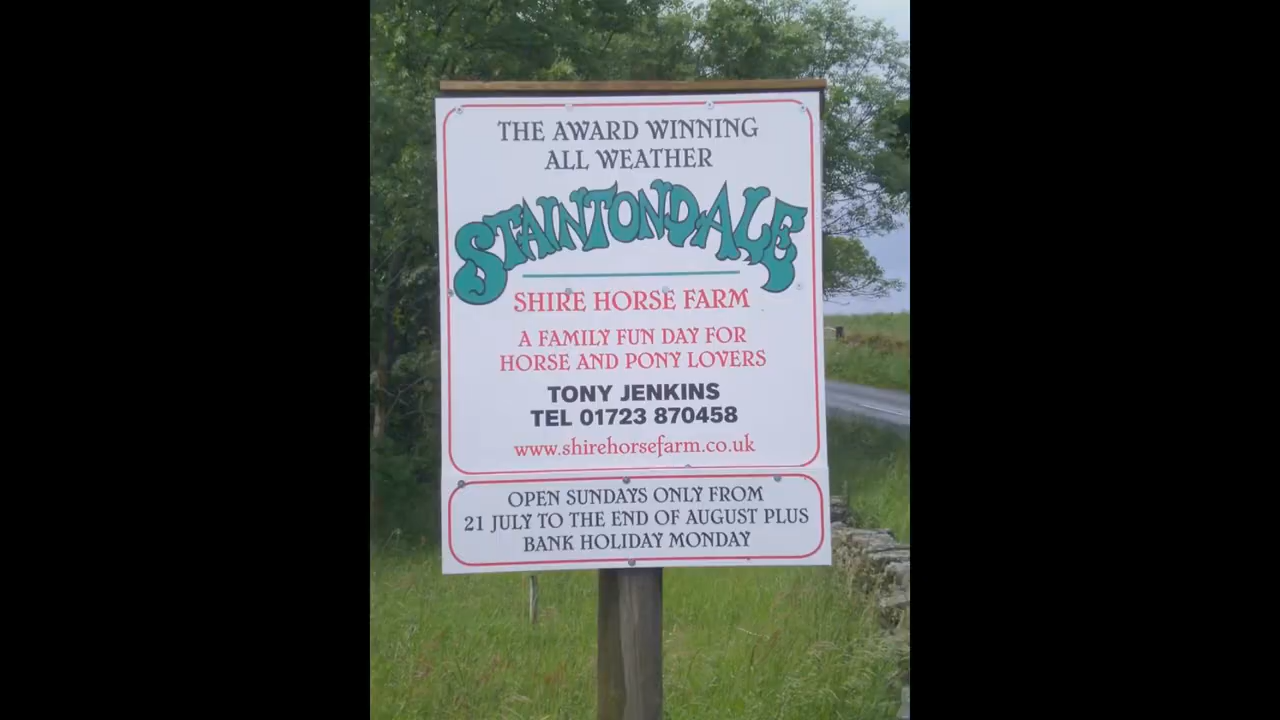 THE AWARD WINNING
ALL WEATHER
STAINTONDALE
SHIRE HORSE FARM
A FAMILY FUN DAY FOR
HORSE AND PONY LOVERS
TONY JENKINS
TEL 01723 870458
www.shirehorsefarm.co.uk
OPEN SUNDAYS ONLY FROM
21 JULY TO THE END OF AUGUST PLUS
BANK HOLIDAY MONDAY